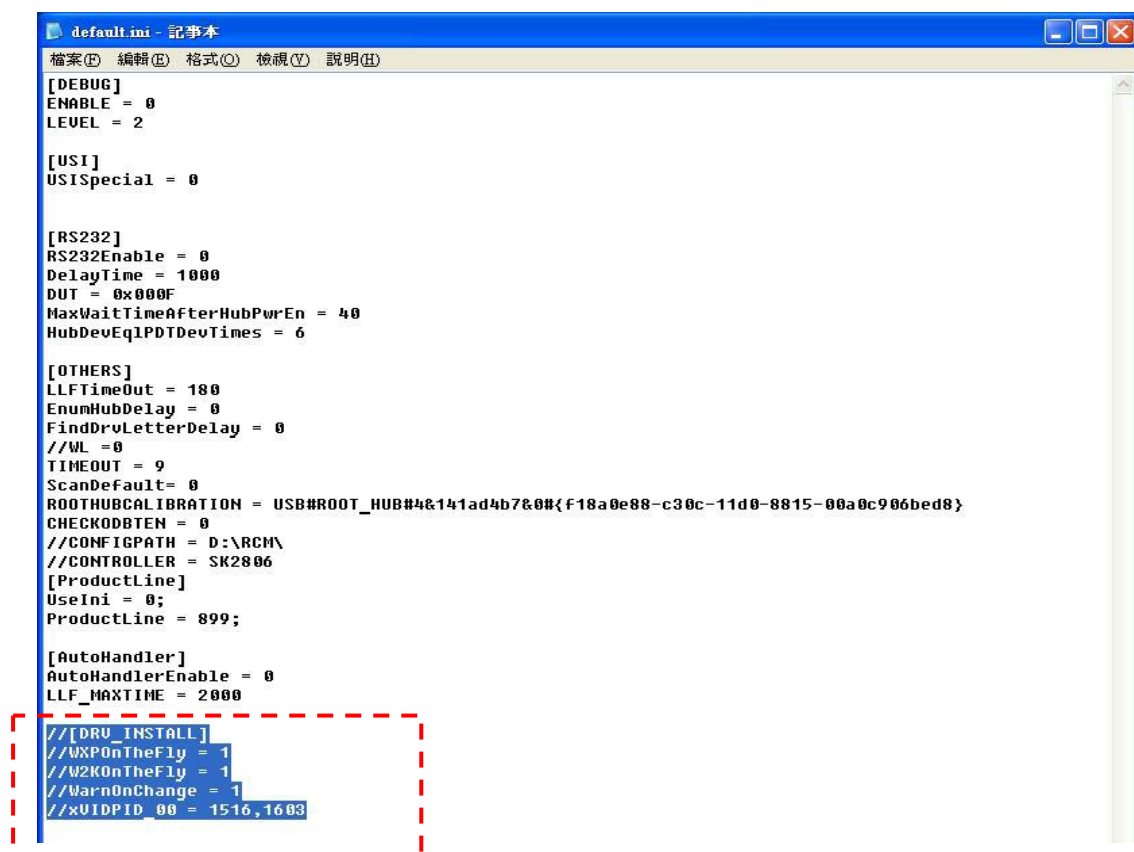 default.ini - 記事本
檔案(F) 編輯(E) 格式(O) 檢視(V) 說明(H)
[DEBUG]
ENABLE = 0
LEVEL = 2
[USI]
USISpecial = 0
[RS232]
RS232Enable = 0
DelayTime = 1000
DUT = 0x000F
MaxWaitTimeAfterHubPwrEn = 40
HubDevEqlPDTDevTimes = 6
[OTHERS]
LLFTimeOut = 180
EnumHubDelay = 0
FindDrvLetterDelay = 0
//WL =0
TIMEOUT = 9
ScanDefault= 0
ROOTHUBCALIBRATION = USB#ROOT_HUB#4&141ad4b7&0#{f18a0e88-c30c-11d0-8815-00a0c906bed8}
CHECKODBTEN = 0
//CONFIGPATH = D:\RCM\
//CONTROLLER = SK2806
[ProductLine]
UseIni = 0;
ProductLine = 899;
[AutoHandler]
AutoHandlerEnable = 0
LLF_MAXTIME = 2000
//[DRV_INSTALL]
//WXPOnTheFly = 1
//W2KOnTheFly = 1
//WarnOnChange = 1
//xVIDPID_00 = 1516,1603